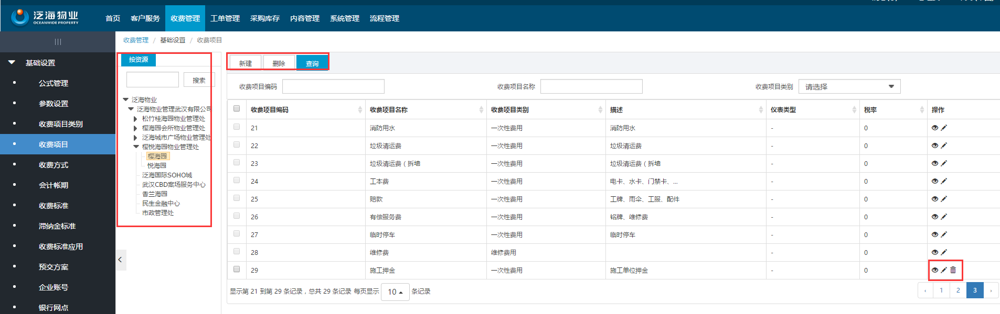 泛海物业
OCEANWIDE PROPERTY
首页 客户服务 收费管理 工单管理 采购库存 内容管理 系统管理 流程管理
收费管理 / 基础设置 / 收费项目
基础设置
公式管理
参数设置
收费项目类别
收费项目
收费方式
会计帐期
收费标准
滞纳金标准
收费标准应用
预交方案
企业账号
银行网点
按资源
搜索
泛海物业
泛海物业管理武汉有限公司
松竹桂海园物业管理处
樱海园会所物业管理处
泛海城市广场物业管理处
樱悦海园物业管理处
樱海园
悦海园
泛海国际SOHO城
武汉CBD案场服务中心
香兰海园
民生金融中心
市政管理处
新建 删除 查询
收费项目编码 收费项目名称 收费项目类别 请选择
收费项目编码 收费项目名称 收费项目类别 描述 仪表类型 税率 操作
21 消防用水 一次性费用 消防用水 - 0
22 垃圾清运费 一次性费用 垃圾清运费 - 0
23 垃圾清运费（拆墙 一次性费用 垃圾清运费（拆墙 - 0
24 工本费 一次性费用 电卡、水卡、门禁卡、... - 0
25 赔款 一次性费用 工牌、雨伞、工服、配件 - 0
26 有偿服务费 一次性费用 铭牌、维修费 - 0
27 临时停车 一次性费用 临时停车 - 0
28 维修费 维修费用 - 0
29 施工押金 一次性费用 施工单位押金 - 0
显示第 21 到第 29 条记录，总共 29 条记录 每页显示 10 条记录
‹ 1 2 3 ›